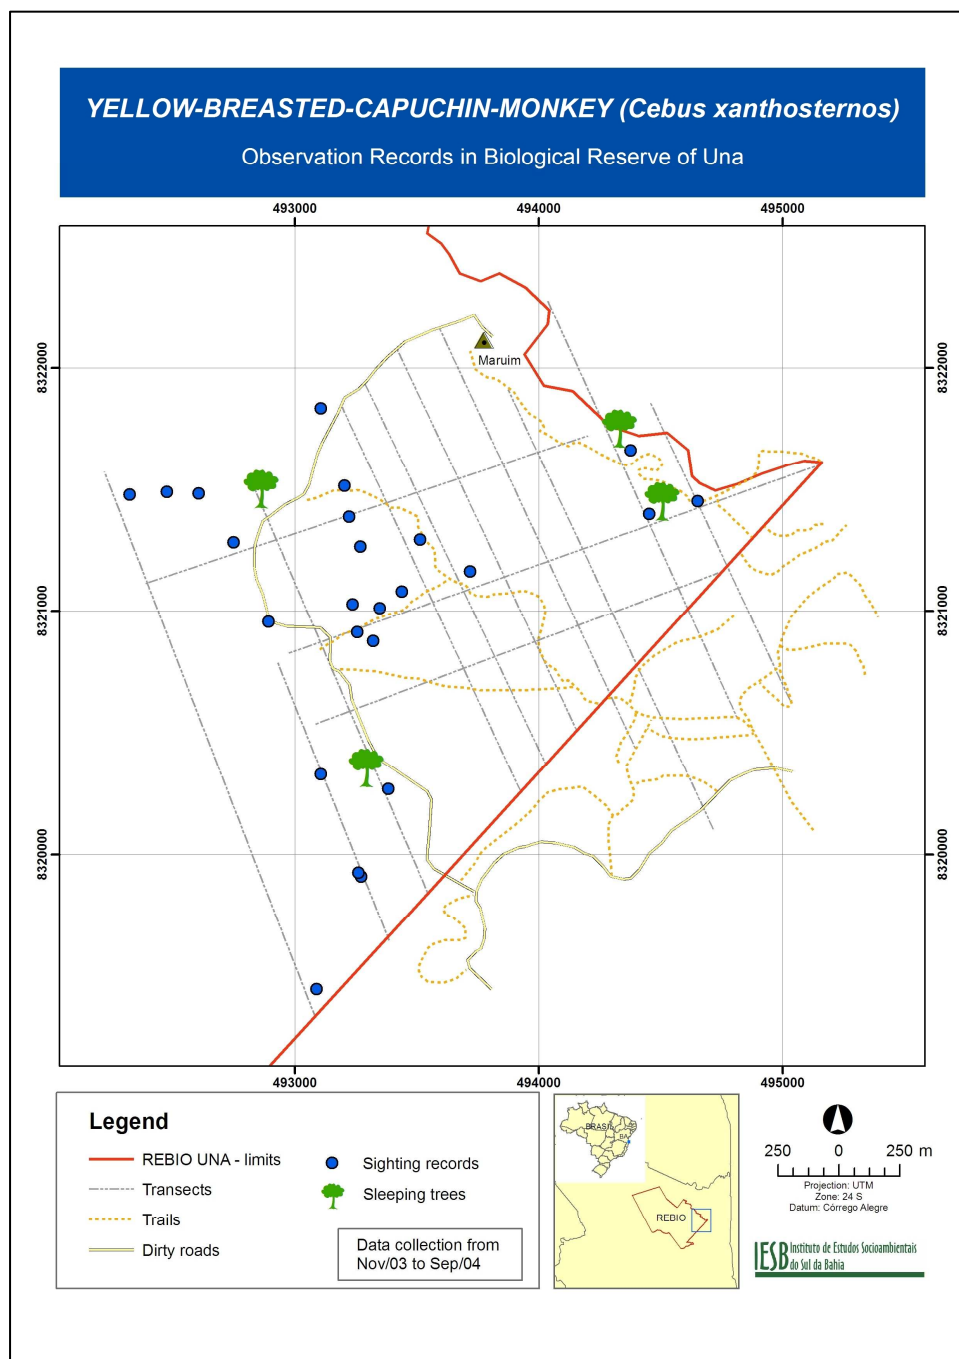 YELLOW-BREASTED-CAPUCHIN-MONKEY (Cebus xanthosternos)
Observation Records in Biological Reserve of Una
493000 494000 495000
8322000 8322000
Maruim
8321000 8321000
8320000 8320000
493000 494000 495000
Legend
REBIO UNA - limits
Transects
Trails
Dirty roads
Sighting records
Sleeping trees
Data collection from
Nov/03 to Sep/04
BRASIL
BA
REBIO
250 0 250 m
Projection: UTM
Zone: 24 S
Datum: Córrego Alegre
IESB Instituto de Estudos Socioambientais
do Sul da Bahia